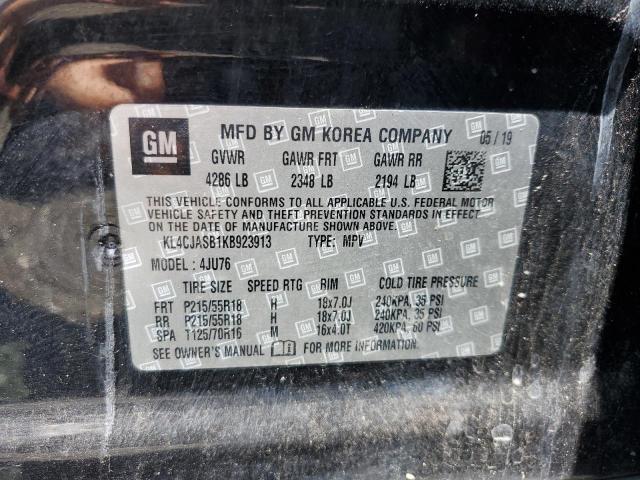 GM MFD BY GM KOREA COMPANY 05/19
GVWR GAWR FRT GAWR RR
4286 LB 2348 LB 2194 LB
THIS VEHICLE CONFORMS TO ALL APPLICABLE U.S. FEDERAL MOTOR
VEHICLE SAFETY AND THEFT PREVENTION STANDARDS IN EFFECT ON
THE DATE OF MANUFACTURE SHOWN ABOVE.
KL4CJASB1KB923913 TYPE: MPV
MODEL: 4JU76
TIRE SIZE SPEED RTG RIM COLD TIRE PRESSURE
FRT P215/55R18 H 18x7.0J 240KPA, 35 PSI
RR P215/55R18 H 18x7.0J 240KPA, 35 PSI
SPA T125/70R16 M 16x4.0T 420KPA, 60 PSI
SEE OWNER'S MANUAL FOR MORE INFORMATION.